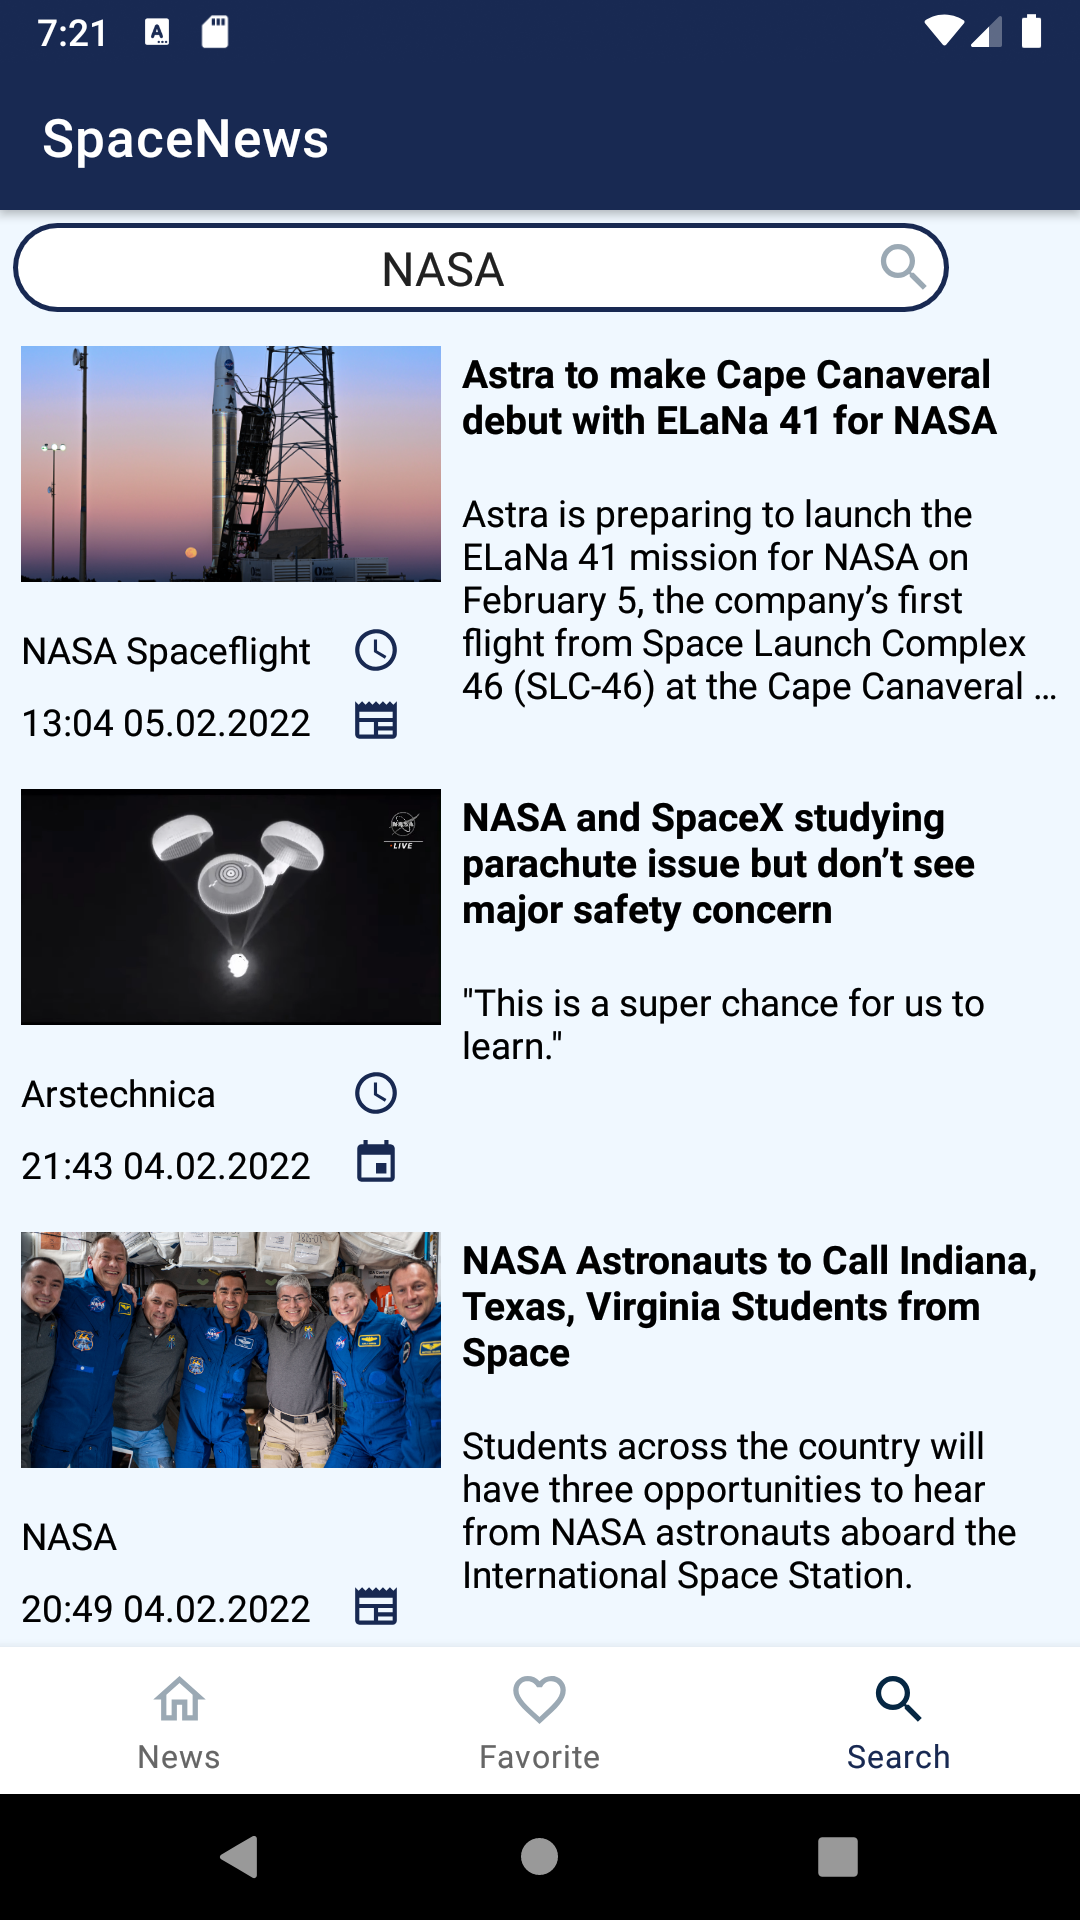 7:21
SpaceNews
NASA
Astra to make Cape Canaveral
debut with ELaNa 41 for NASA
Astra is preparing to launch the
ELaNa 41 mission for NASA on
February 5, the company’s first
flight from Space Launch Complex
46 (SLC-46) at the Cape Canaveral …
NASA Spaceflight
13:04 05.02.2022
LIVE
NASA and SpaceX studying
parachute issue but don’t see
major safety concern
"This is a super chance for us to
learn."
Arstechnica
21:43 04.02.2022
NASA Astronauts to Call Indiana,
Texas, Virginia Students from
Space
Students across the country will
have three opportunities to hear
from NASA astronauts aboard the
International Space Station.
NASA
20:49 04.02.2022
News
Favorite
Search